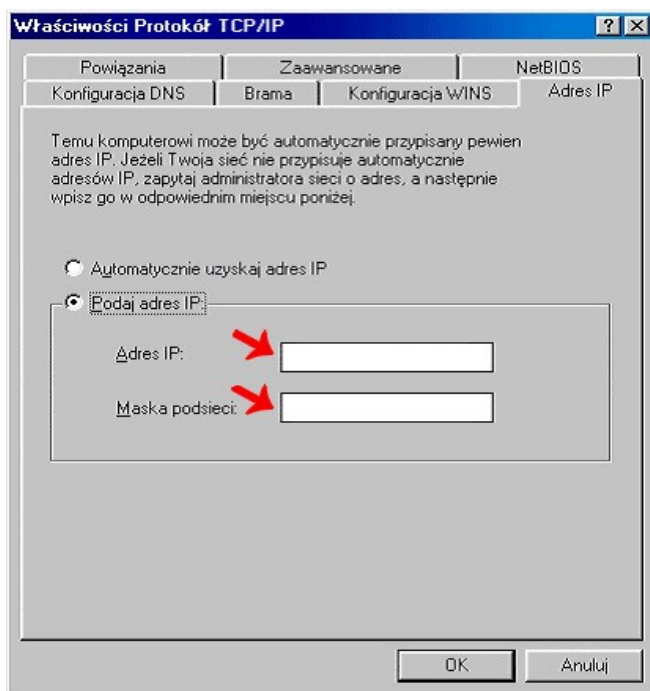 Właściwości Protokół TCP/IP
Powiązania Zaawansowane NetBIOS
Konfiguracja DNS Brama Konfiguracja WINS Adres IP
Temu komputerowi może być automatycznie przypisany pewien
adres IP. Jeżeli Twoja sieć nie przypisuje automatycznie
adresów IP, zapytaj administratora sieci o adres, a następnie
wpisz go w odpowiednim miejscu poniżej.
Automatycznie uzyskaj adres IP
Podaj adres IP:
Adres IP:
Maska podsieci:
OK Anuluj